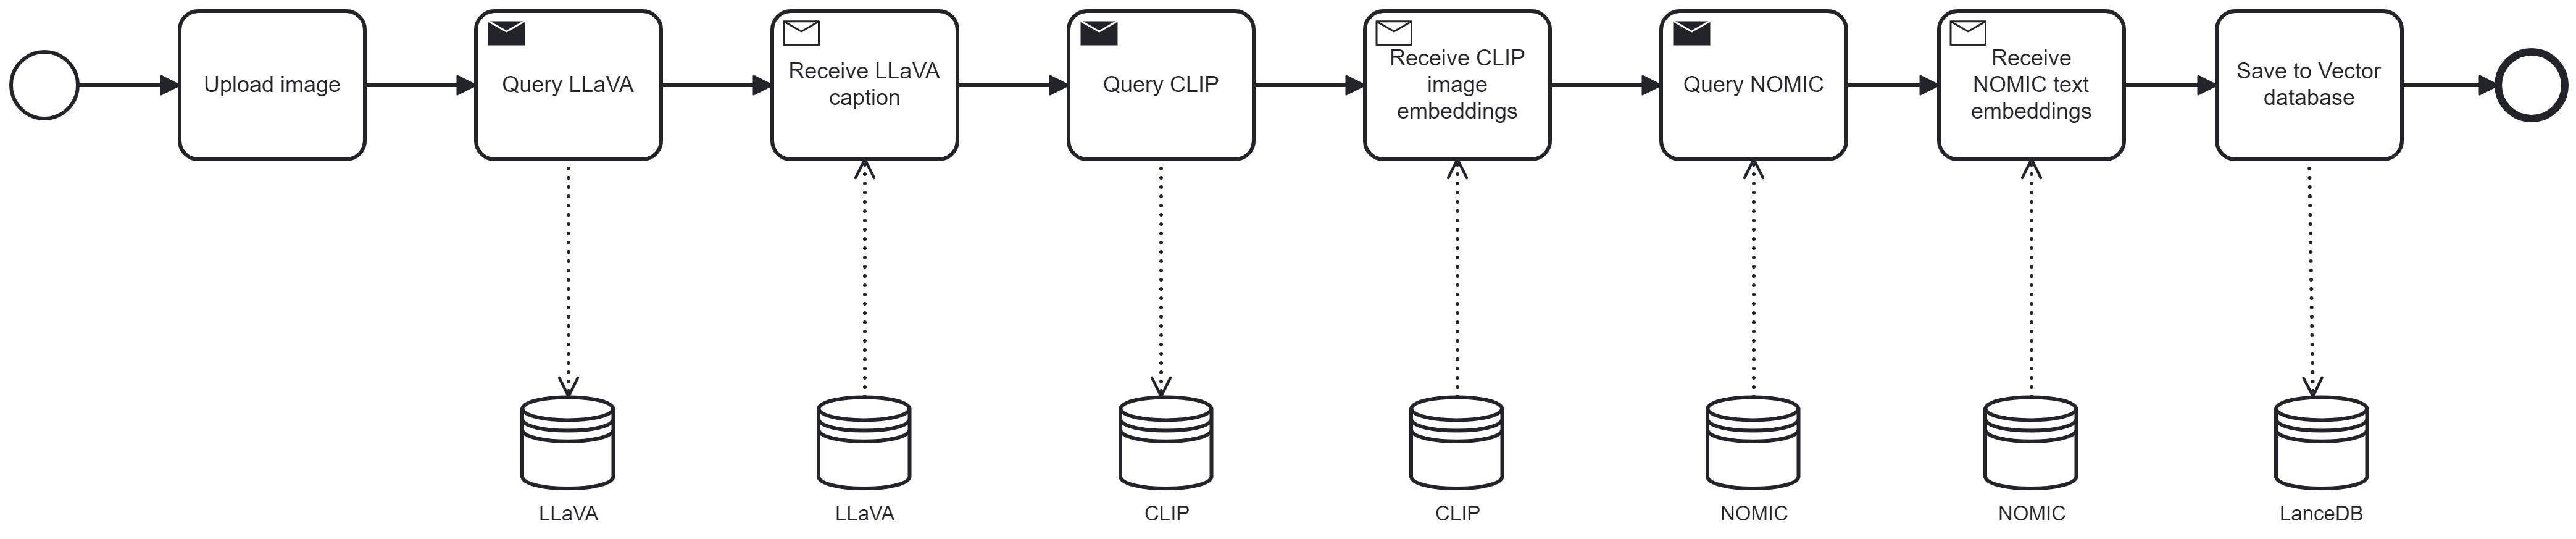 Upload image
Query LLaVA
Receive LLaVA
caption
Query CLIP
Receive CLIP
image
embeddings
Query NOMIC
Receive
NOMIC text
embeddings
Save to Vector
database
LLaVA
LLaVA
CLIP
CLIP
NOMIC
NOMIC
LanceDB